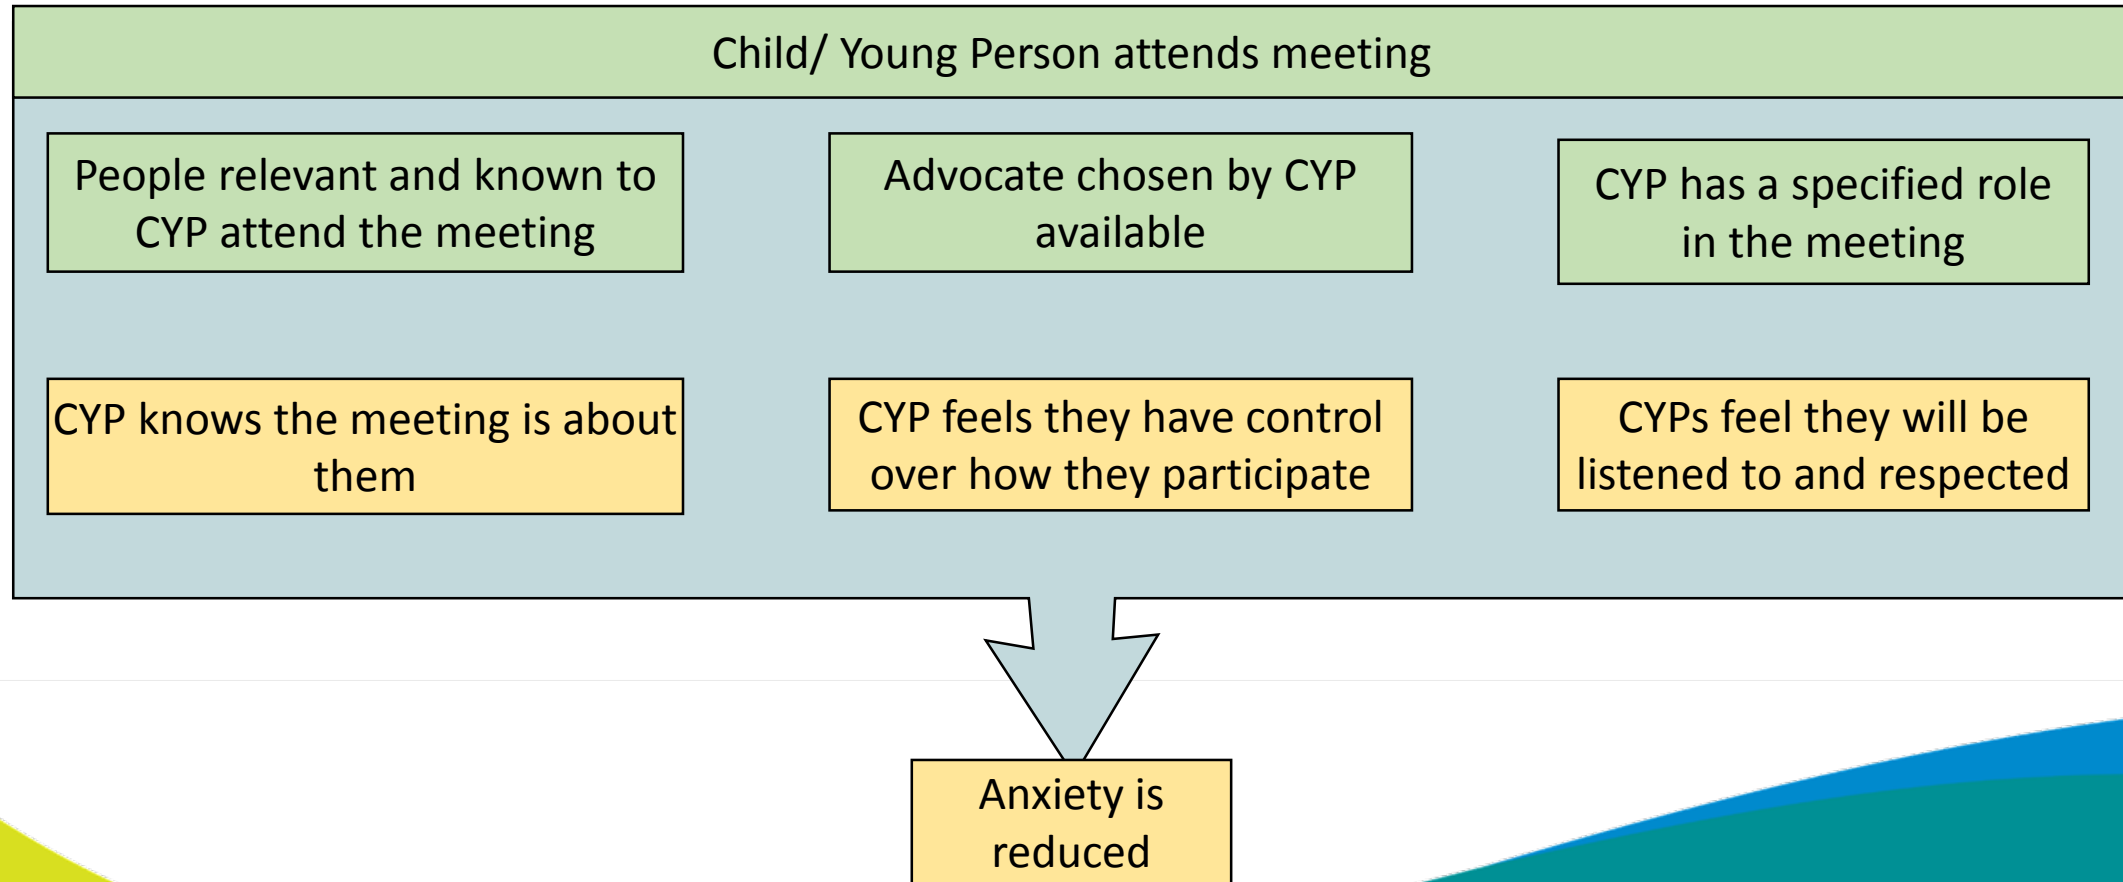 Child/ Young Person attends meeting
People relevant and known to
CYP attend the meeting
Advocate chosen by CYP
available
CYP has a specified role
in the meeting
CYP knows the meeting is about
them
CYP feels they have control
over how they participate
CYPs feel they will be
listened to and respected
Anxiety is
reduced